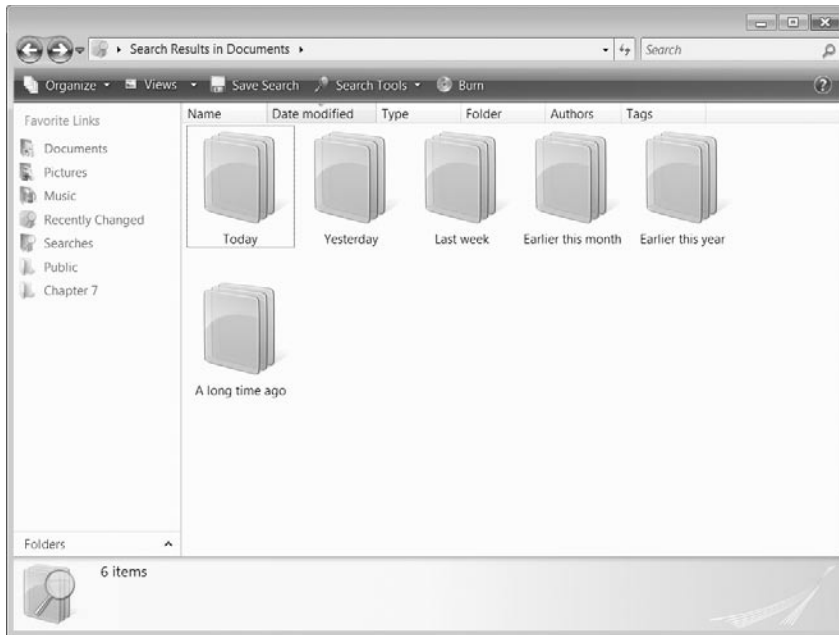 Search Results in Documents
Search
Organize Views Save Search Search Tools Burn
Favorite Links
Documents
Pictures
Music
Recently Changed
Searches
Public
Chapter 7
Folders
Name Date modified Type Folder Authors Tags
Today Yesterday Last week Earlier this month Earlier this year
A long time ago
6 items